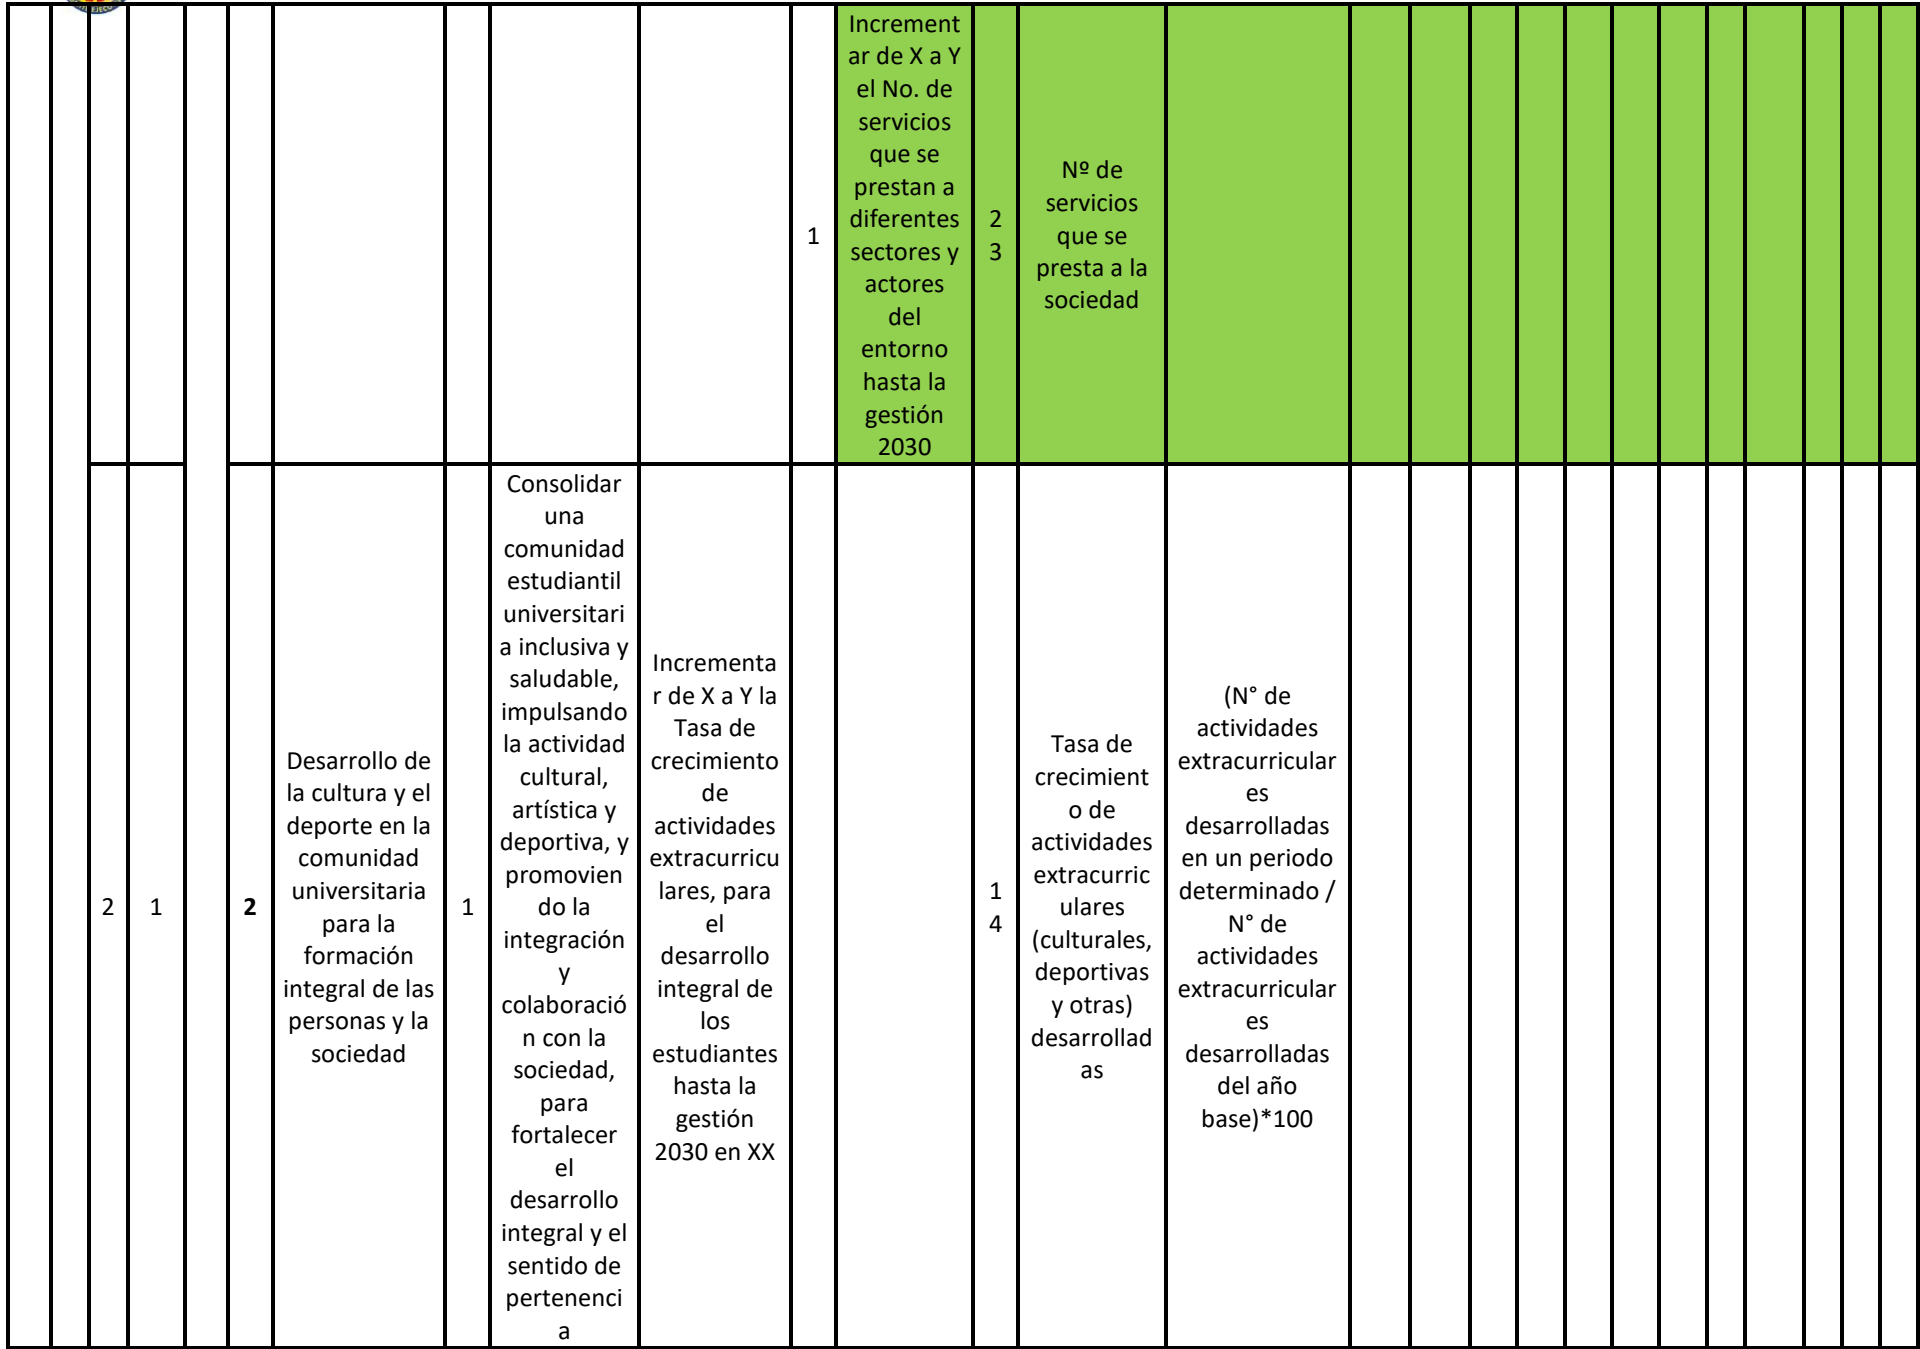 1
Increment
ar de X a Y
el No. de
servicios
que se
prestan a
diferentes
sectores y
actores
del
entorno
hasta la
gestión
2030
2
3
Nº de
servicios
que se
presta a la
sociedad
2
1
2
Desarrollo de
la cultura y el
deporte en la
comunidad
universitaria
para la
formación
integral de las
personas y la
sociedad
1
Consolidar
una
comunidad
estudiantil
universitari
a inclusiva y
saludable,
impulsando
la actividad
cultural,
artística y
deportiva, y
promovien
do la
integración
y
colaboració
n con la
sociedad,
para
fortalecer
el
desarrollo
integral y el
sentido de
pertenenci
a
Incrementa
r de X a Y la
Tasa de
crecimiento
de
actividades
extracurricu
lares, para
el
desarrollo
integral de
los
estudiantes
hasta la
gestión
2030 en XX
1
4
Tasa de
crecimient
o de
actividades
extracurric
ulares
(culturales,
deportivas
y otras)
desarrollad
as
(N° de
actividades
extracurricular
es
desarrolladas
en un periodo
determinado /
N° de
actividades
extracurricular
es
desarrolladas
del año
base)*100